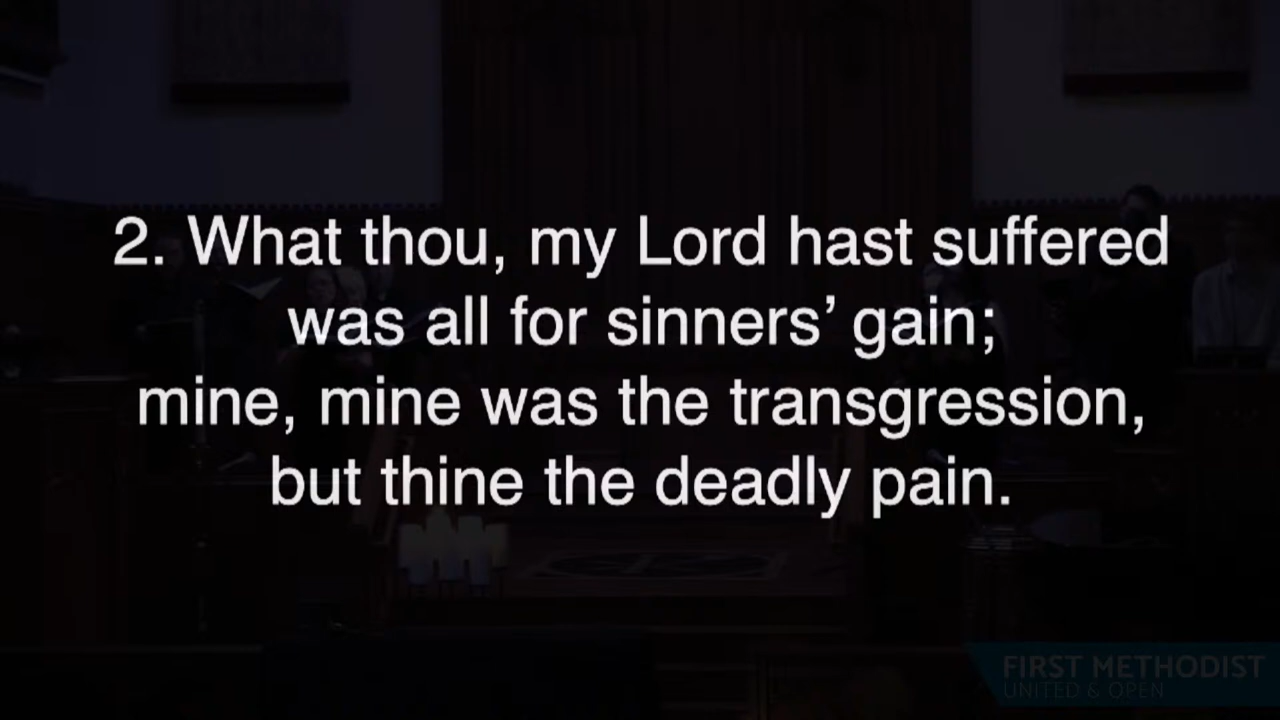 2. What thou, my Lord hast suffered
was all for sinners’ gain;
mine, mine was the transgression,
but thine the deadly pain.
FIRST METHODIST
UNITED & OPEN